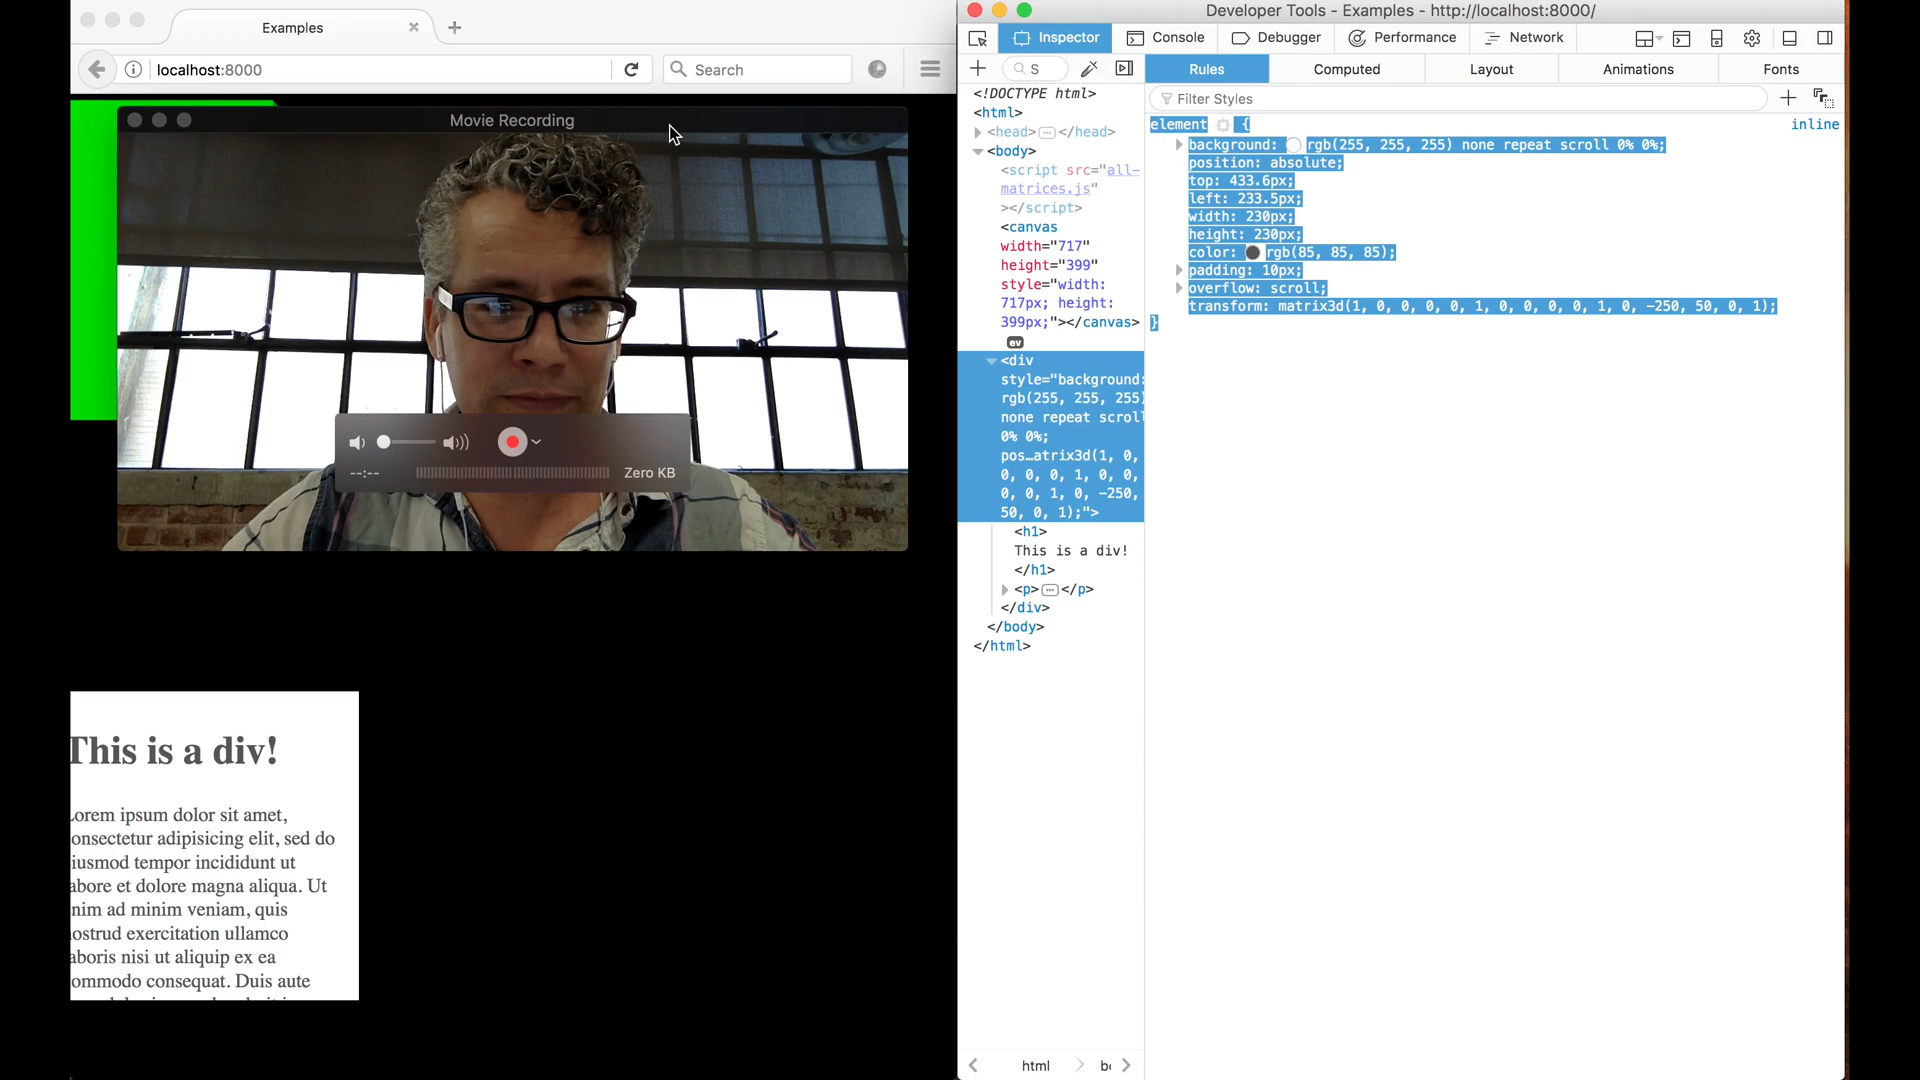 Examples
localhost:8000
Search
Movie Recording
--:--
Zero KB
This is a div!
Lorem ipsum dolor sit amet,
onsectetur adipisicing elit, sed do
iusmod tempor incididunt ut
abore et dolore magna aliqua. Ut
nim ad minim veniam, quis
ostrud exercitation ullamco
aboris nisi ut aliquip ex ea
ommodo consequat. Duis aute
Developer Tools - Examples - http://localhost:8000/
Inspector
Console
Debugger
Performance
Network
S
Rules
Computed
Layout
Animations
Fonts
<!DOCTYPE html>
<html>
<head></head>
<body>
<script src="all-
matrices.js"
></script>
<canvas
width="717"
height="399"
style="width:
717px; height:
399px;"></canvas>
ev
<div
style="background:
rgb(255, 255, 255)
none repeat scroll
0% 0%;
pos…atrix3d(1, 0,
0, 0, 0, 1, 0, 0,
0, 0, 1, 0, -250,
50, 0, 1);">
<h1>
This is a div!
</h1>
<p></p>
</div>
</body>
</html>
html
Filter Styles
element {
inline
background: rgb(255, 255, 255) none repeat scroll 0% 0%;
position: absolute;
top: 433.6px;
left: 233.5px;
width: 230px;
height: 230px;
color: rgb(85, 85, 85);
padding: 10px;
overflow: scroll;
transform: matrix3d(1, 0, 0, 0, 0, 1, 0, 0, 0, 0, 1, 0, -250, 50, 0, 1);
}